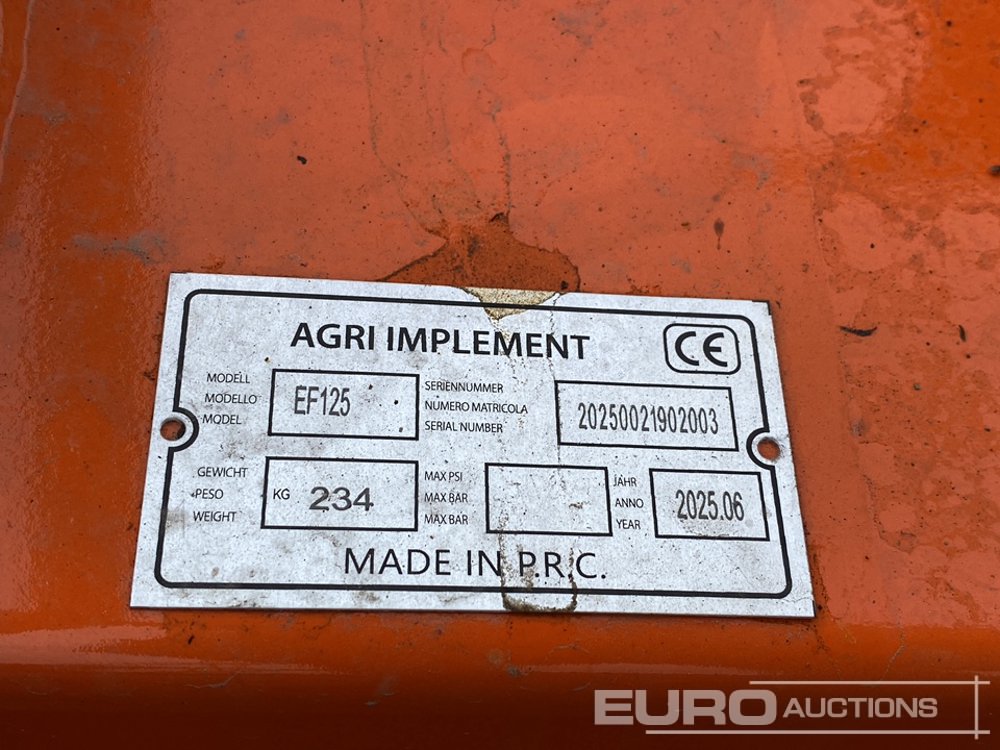 AGRI IMPLEMENT
CE
MODELL
MODELLO
MODEL
EF125
SERIENNUMMER
NUMERO MATRICOLA
SERIAL NUMBER
20250021902003
GEWICHT
PESO
WEIGHT
KG 234
MAX PSI
MAX BAR
MAX BAR
JAHR
ANNO
YEAR
2025.06
MADE IN P.R.C.
EURO AUCTIONS